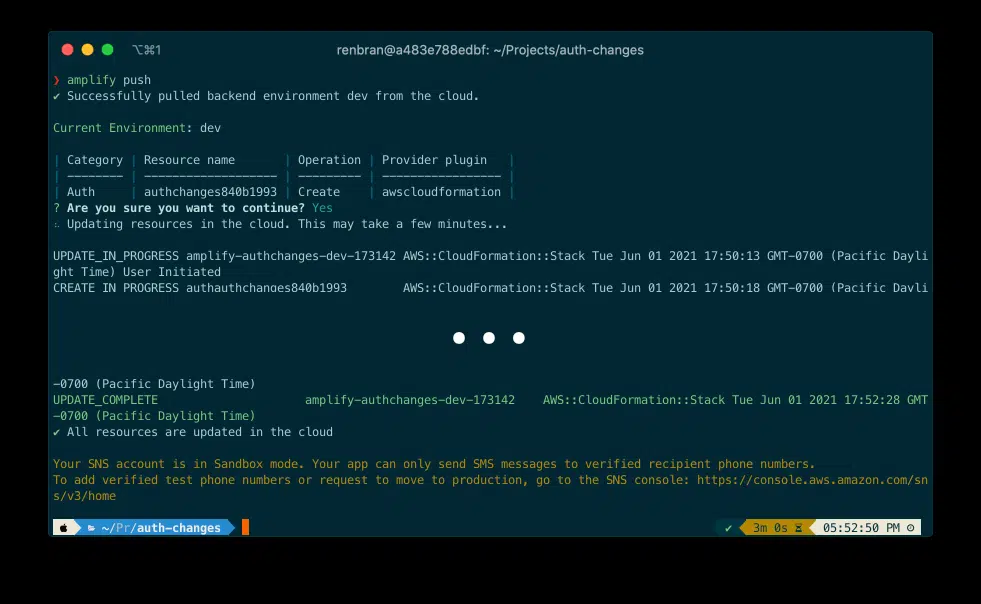 ⌥⌘1 renbran@a483e788edbf: ~/Projects/auth-changes
❯ amplify push
✔ Successfully pulled backend environment dev from the cloud.
Current Environment: dev
| Category | Resource name | Operation | Provider plugin |
| -------- | ------------------- | --------- | ----------------- |
| Auth | authchanges840b1993 | Create | awscloudformation |
? Are you sure you want to continue? Yes
Updating resources in the cloud. This may take a few minutes...
UPDATE_IN_PROGRESS amplify-authchanges-dev-173142 AWS::CloudFormation::Stack Tue Jun 01 2021 17:50:13 GMT-0700 (Pacific Dayli
ght Time) User Initiated
CREATE IN PROGRESS authauthchanges840b1993 AWS::CloudFormation::Stack Tue Jun 01 2021 17:50:18 GMT-0700 (Pacific Dayli
-0700 (Pacific Daylight Time)
UPDATE_COMPLETE amplify-authchanges-dev-173142 AWS::CloudFormation::Stack Tue Jun 01 2021 17:52:28 GMT
-0700 (Pacific Daylight Time)
✔ All resources are updated in the cloud
Your SNS account is in Sandbox mode. Your app can only send SMS messages to verified recipient phone numbers.
To add verified test phone numbers or request to move to production, go to the SNS console: https://console.aws.amazon.com/sn
s/v3/home
~/Pr/auth-changes ✔ 3m 0s 05:52:50 PM